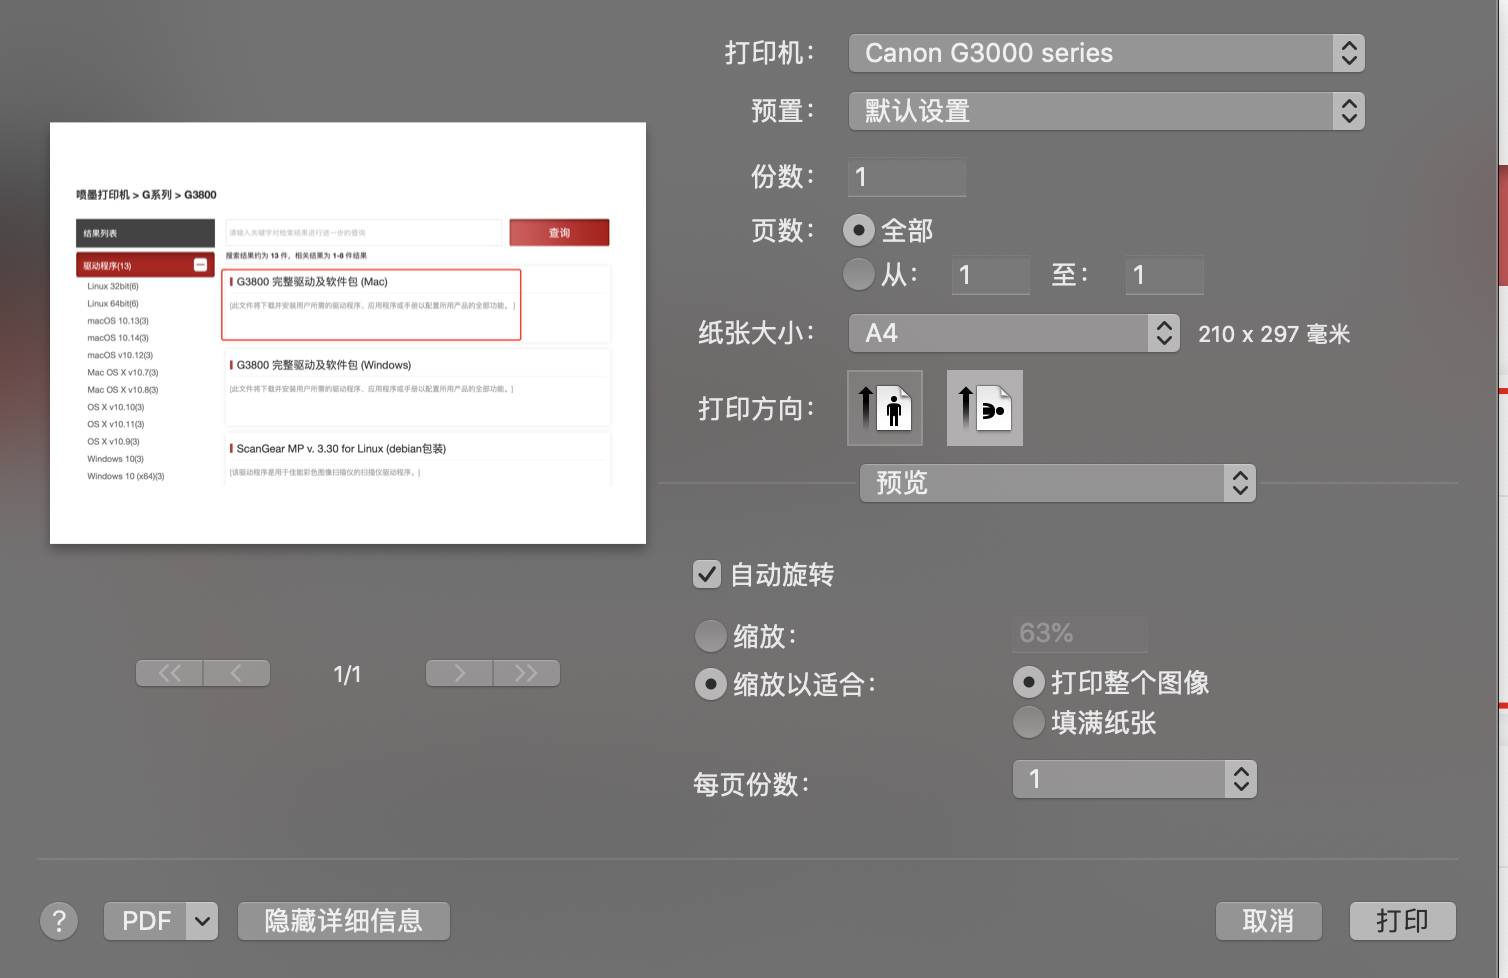 喷墨打印机 > G系列 > G3800
结果列表
请输入关键字对检索结果进行进一步的查询
查询
搜索结果约为 13 件，相关结果为 1-8 件结果
驱动程序(13)
Linux 32bit(6)
Linux 64bit(6)
macOS 10.13(3)
macOS 10.14(3)
macOS v10.12(3)
Mac OS X v10.7(3)
Mac OS X v10.8(3)
OS X v10.10(3)
OS X v10.11(3)
OS X v10.9(3)
Windows 10(3)
Windows 10 (x64)(3)
G3800 完整驱动及软件包 (Mac)
[此文件将下载并安装用户所需的驱动程序、应用程序或手册以配置所用产品的全部功能。]
G3800 完整驱动及软件包 (Windows)
[此文件将下载并安装用户所需的驱动程序、应用程序或手册以配置所用产品的全部功能。]
ScanGear MP v. 3.30 for Linux (debian包装)
[该驱动程序是用于佳能彩色图像扫描仪的扫描仪驱动程序。]
1/1
打印机： Canon G3000 series
预置： 默认设置
份数： 1
页数： 全部
从： 1 至： 1
纸张大小： A4 210 x 297 毫米
打印方向：
预览
自动旋转
缩放： 63%
缩放以适合： 打印整个图像
填满纸张
每页份数： 1
? PDF 隐藏详细信息 取消 打印